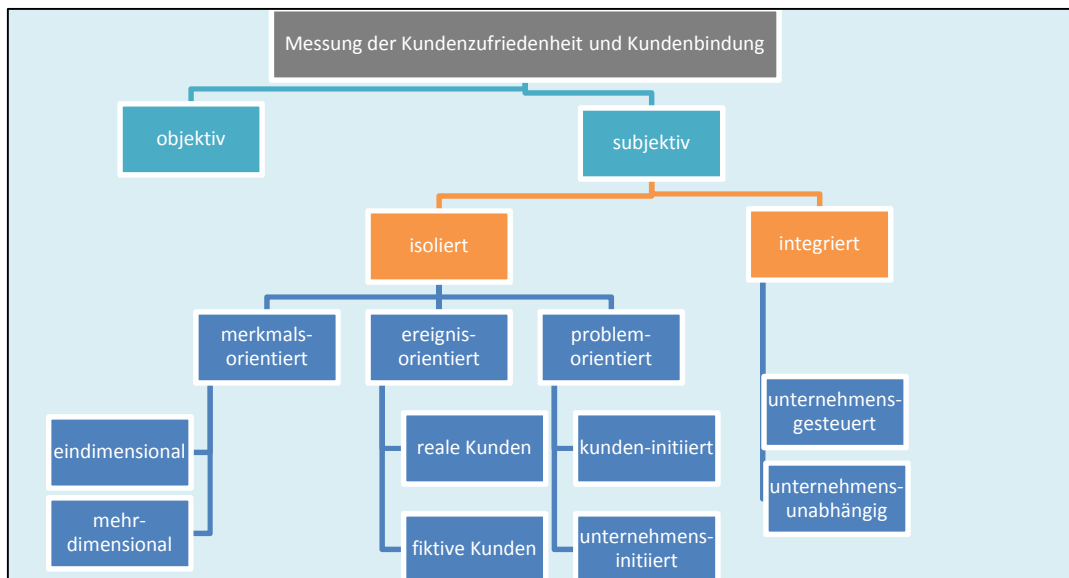 Messung der Kundenzufriedenheit und Kundenbindung
objektiv
subjektiv
isoliert
integriert
merkmals-
orientiert
ereignis-
orientiert
problem-
orientiert
eindimensional
mehr-
dimensional
reale Kunden
fiktive Kunden
kunden-initiiert
unternehmens-
initiiert
unternehmens-
gesteuert
unternehmens-
unabhängig